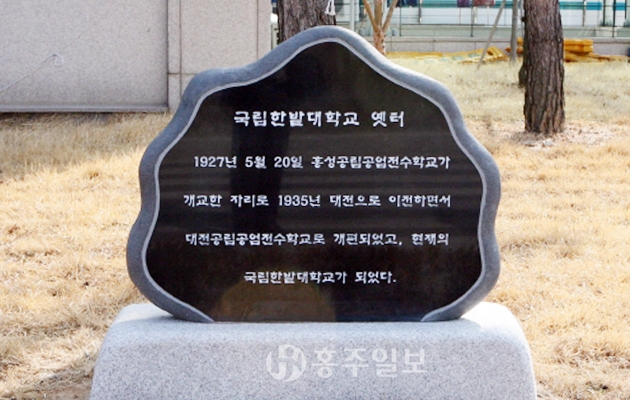 국립한밭대학교 옛터
1927년 5월 20일 홍성공립공업전수학교가
개교한 자리로 1935년 대전으로 이전하면서
대전공립공업전수학교로 개편되었고, 현재의
국립한밭대학교가 되었다.
홍주일보